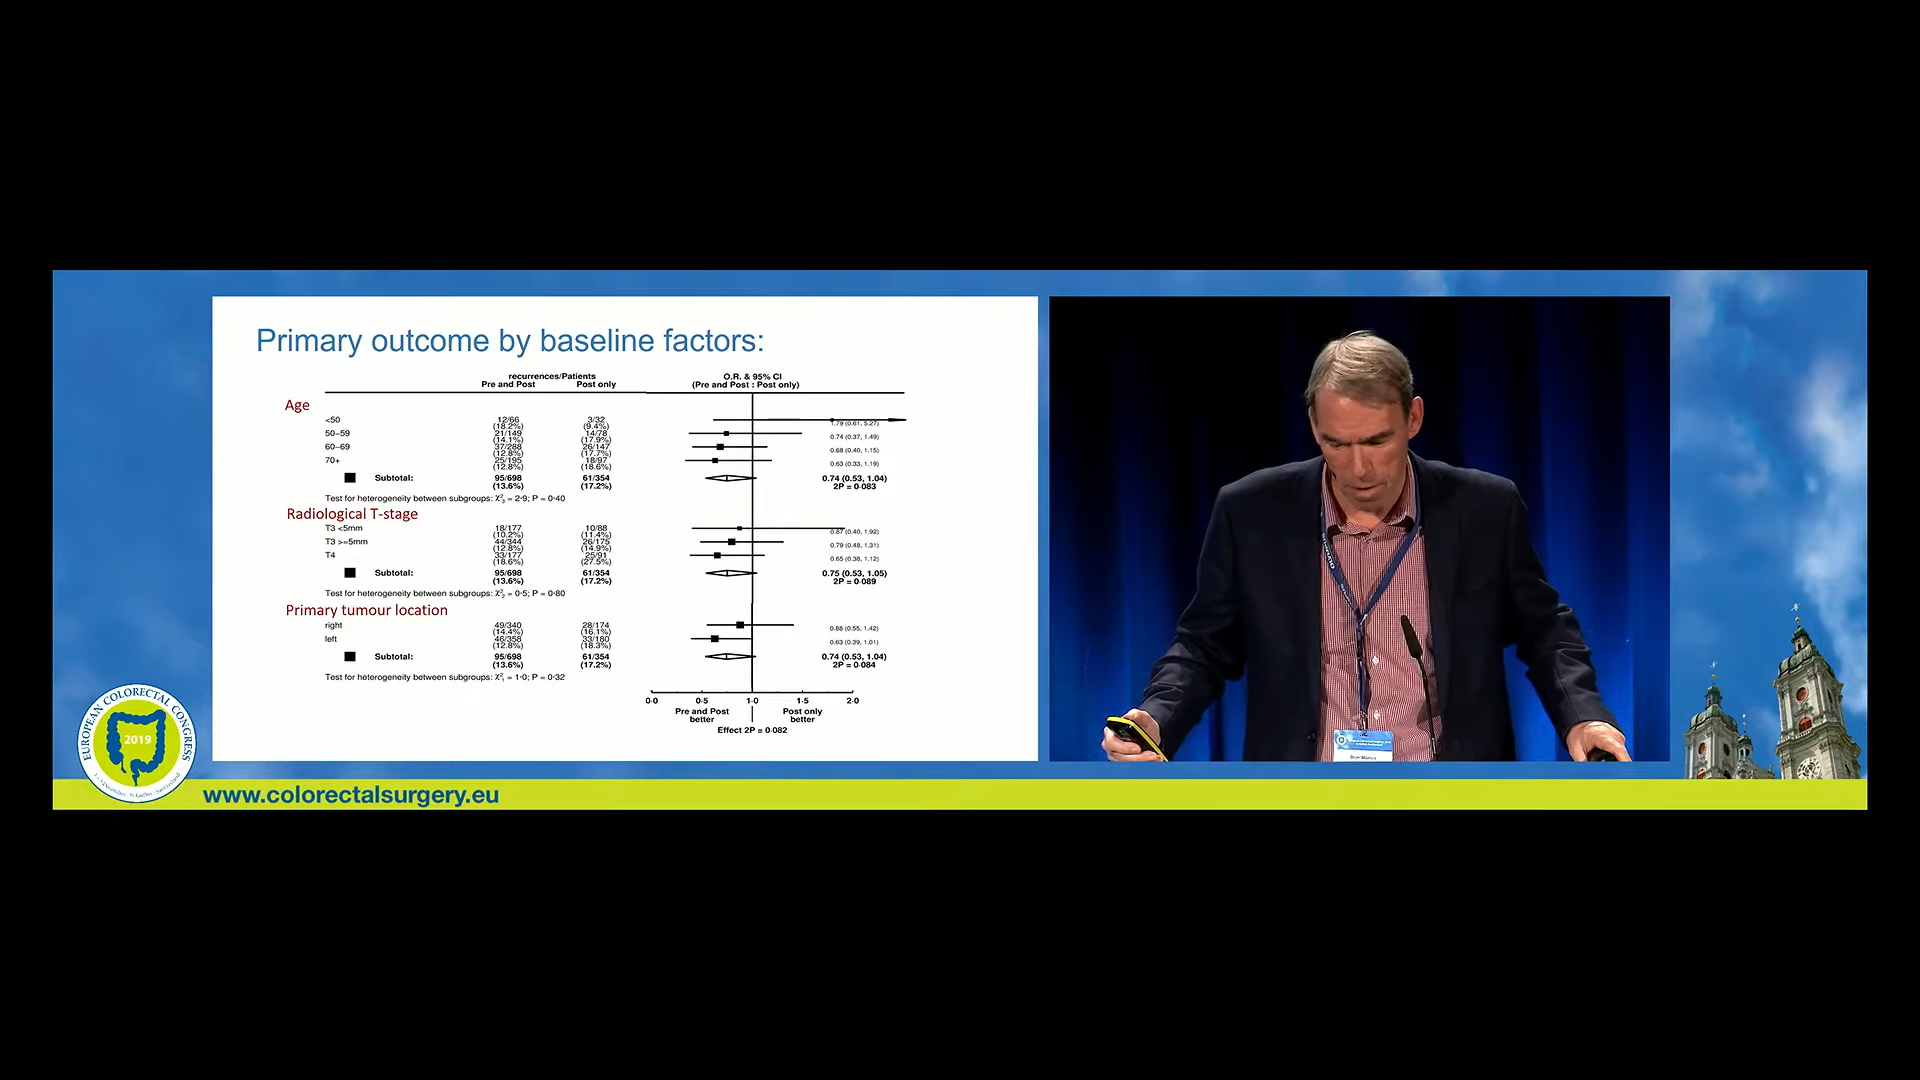 Primary outcome by baseline factors:
recurrences/Patients
Pre and Post Post only
O.R. & 95% CI
(Pre and Post : Post only)
Age
<50 12/66 (18.2%) 3/32 (9.4%) 1.79 (0.61, 5.27)
50–59 21/149 (14.1%) 14/78 (17.9%) 0.74 (0.37, 1.49)
60–69 37/288 (12.8%) 26/147 (17.7%) 0.68 (0.40, 1.15)
70+ 25/195 (12.8%) 18/97 (18.6%) 0.63 (0.33, 1.19)
Subtotal: 95/698 (13.6%) 61/354 (17.2%) 0.74 (0.53, 1.04)
2P = 0·083
Test for heterogeneity between subgroups: χ²₃ = 2·9; P = 0·40
Radiological T-stage
T3 <5mm 18/177 (10.2%) 10/88 (11.4%) 0.87 (0.40, 1.92)
T3 >=5mm 44/344 (12.8%) 26/175 (14.9%) 0.79 (0.48, 1.31)
T4 33/177 (18.6%) 25/91 (27.5%) 0.65 (0.38, 1.12)
Subtotal: 95/698 (13.6%) 61/354 (17.2%) 0.75 (0.53, 1.05)
2P = 0·089
Test for heterogeneity between subgroups: χ²₂ = 0·5; P = 0·80
Primary tumour location
right 49/340 (14.4%) 28/174 (16.1%) 0.88 (0.55, 1.42)
left 46/358 (12.8%) 33/180 (18.3%) 0.63 (0.39, 1.01)
Subtotal: 95/698 (13.6%) 61/354 (17.2%) 0.74 (0.53, 1.04)
2P = 0·084
Test for heterogeneity between subgroups: χ²₁ = 1·0; P = 0·32
0·0 0·5 1·0 1·5 2·0
Pre and Post better
Post only better
Effect 2P = 0·082
EUROPEAN COLORECTAL CONGRESS
2019
www.colorectalsurgery.eu
OLYMPUS